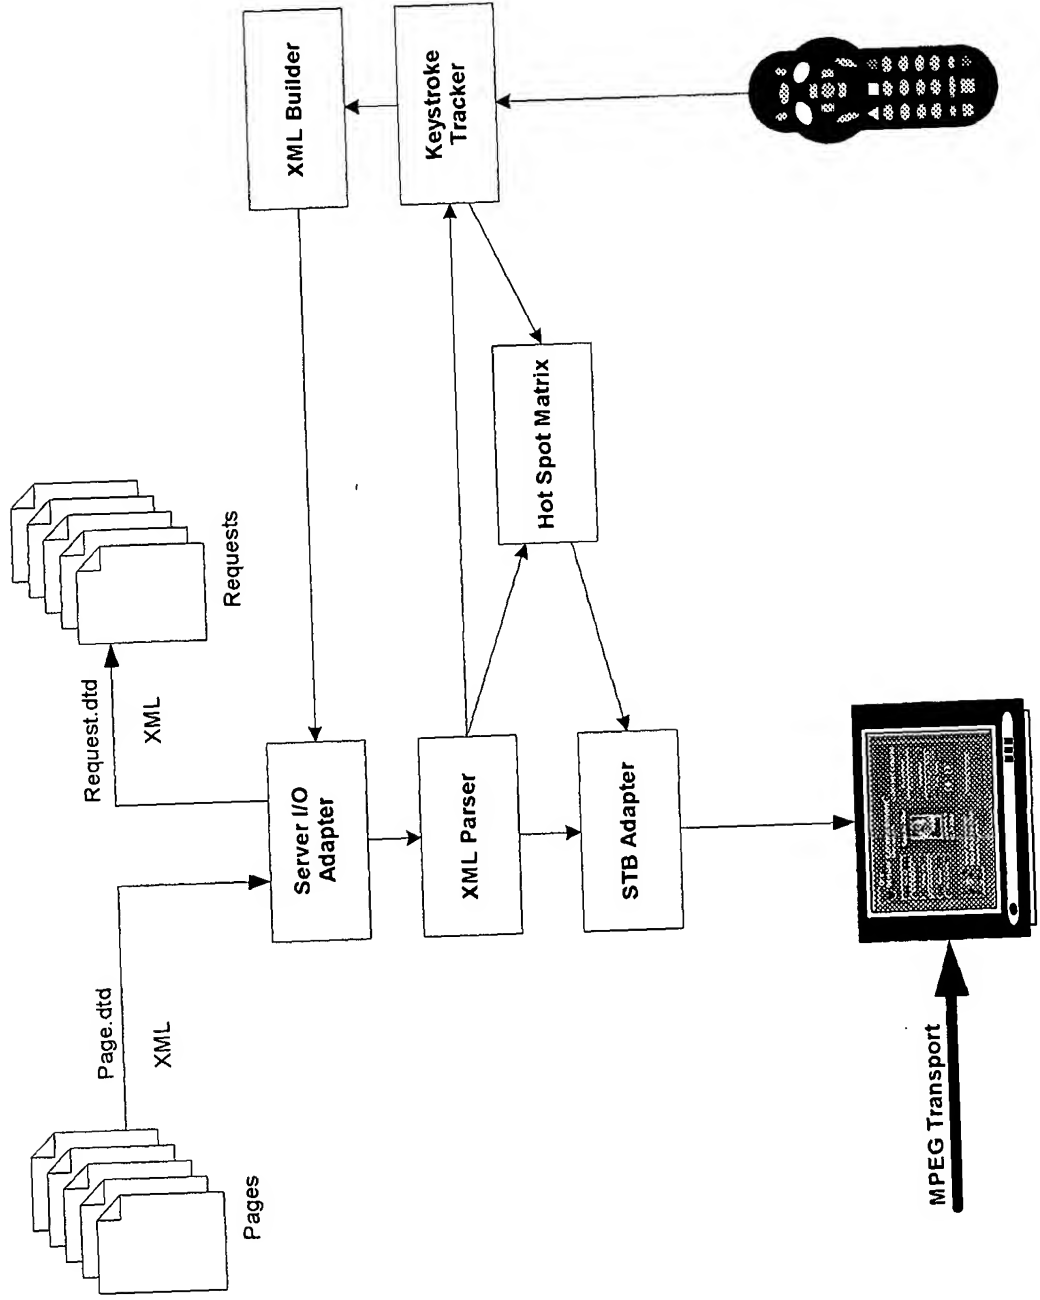 Pages
Page.dtd
XML
Request.dtd
XML
Requests
Server I/O
Adapter
XML Builder
XML Parser
Keystroke
Tracker
Hot Spot Matrix
STB Adapter
MPEG Transport